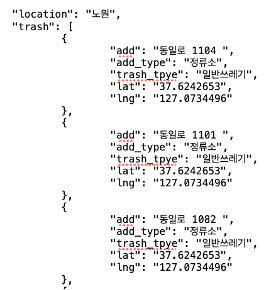 "location": "노원",
"trash": [
{
"add": "동일로 1104 ",
"add_type": "정류소",
"trash_tpye": "일반쓰레기",
"lat": "37.6242653",
"lng": "127.0734496"
},
{
"add": "동일로 1101 ",
"add_type": "정류소",
"trash_tpye": "일반쓰레기",
"lat": "37.6242653",
"lng": "127.0734496"
},
{
"add": "동일로 1082 ",
"add_type": "정류소",
"trash_tpye": "일반쓰레기",
"lat": "37.6242653",
"lng": "127.0734496"
},